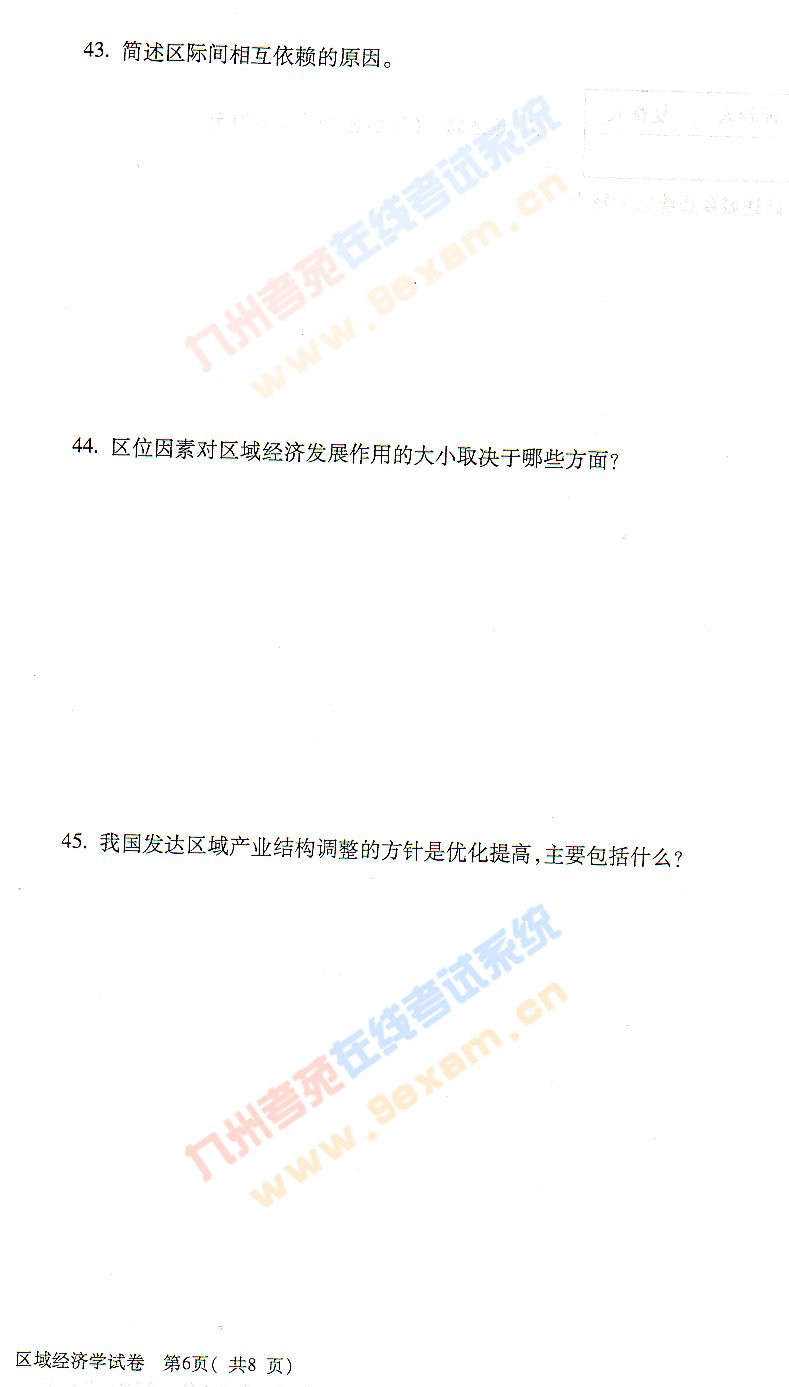 43. 简述区际间相互依赖的原因。
九州考苑在线考试系统
www.9exam.cn
44. 区位因素对区域经济发展作用的大小取决于哪些方面?
45. 我国发达区域产业结构调整的方针是优化提高,主要包括什么?
九州考苑在线考试系统
www.9exam.cn
区域经济学试卷 第6页( 共8 页)